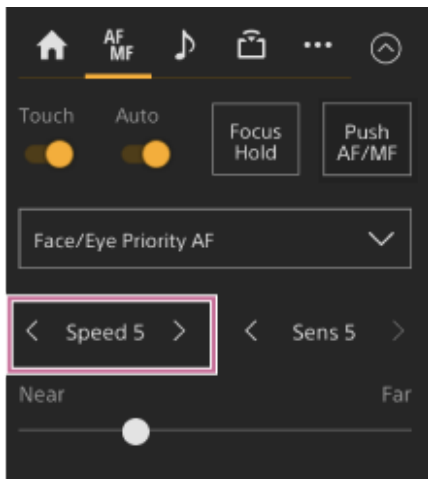 AF
MF
•••
Touch
Auto
Focus
Hold
Push
AF/MF
Face/Eye Priority AF
< Speed 5 >
< Sens 5 >
Near
Far